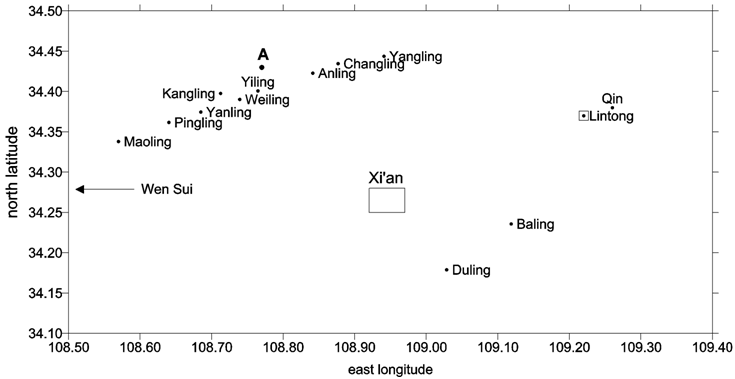 34.50
34.45
34.40
34.35
34.30
34.25
34.20
34.15
34.10
north latitude
A
Yangling
Changling
Anling
Yiling
Kangling
Weiling
Yanling
Pingling
Maoling
Qin
Lintong
Xi'an
Wen Sui
Baling
Duling
108.50 108.60 108.70 108.80 108.90 109.00 109.10 109.20 109.30 109.40
east longitude